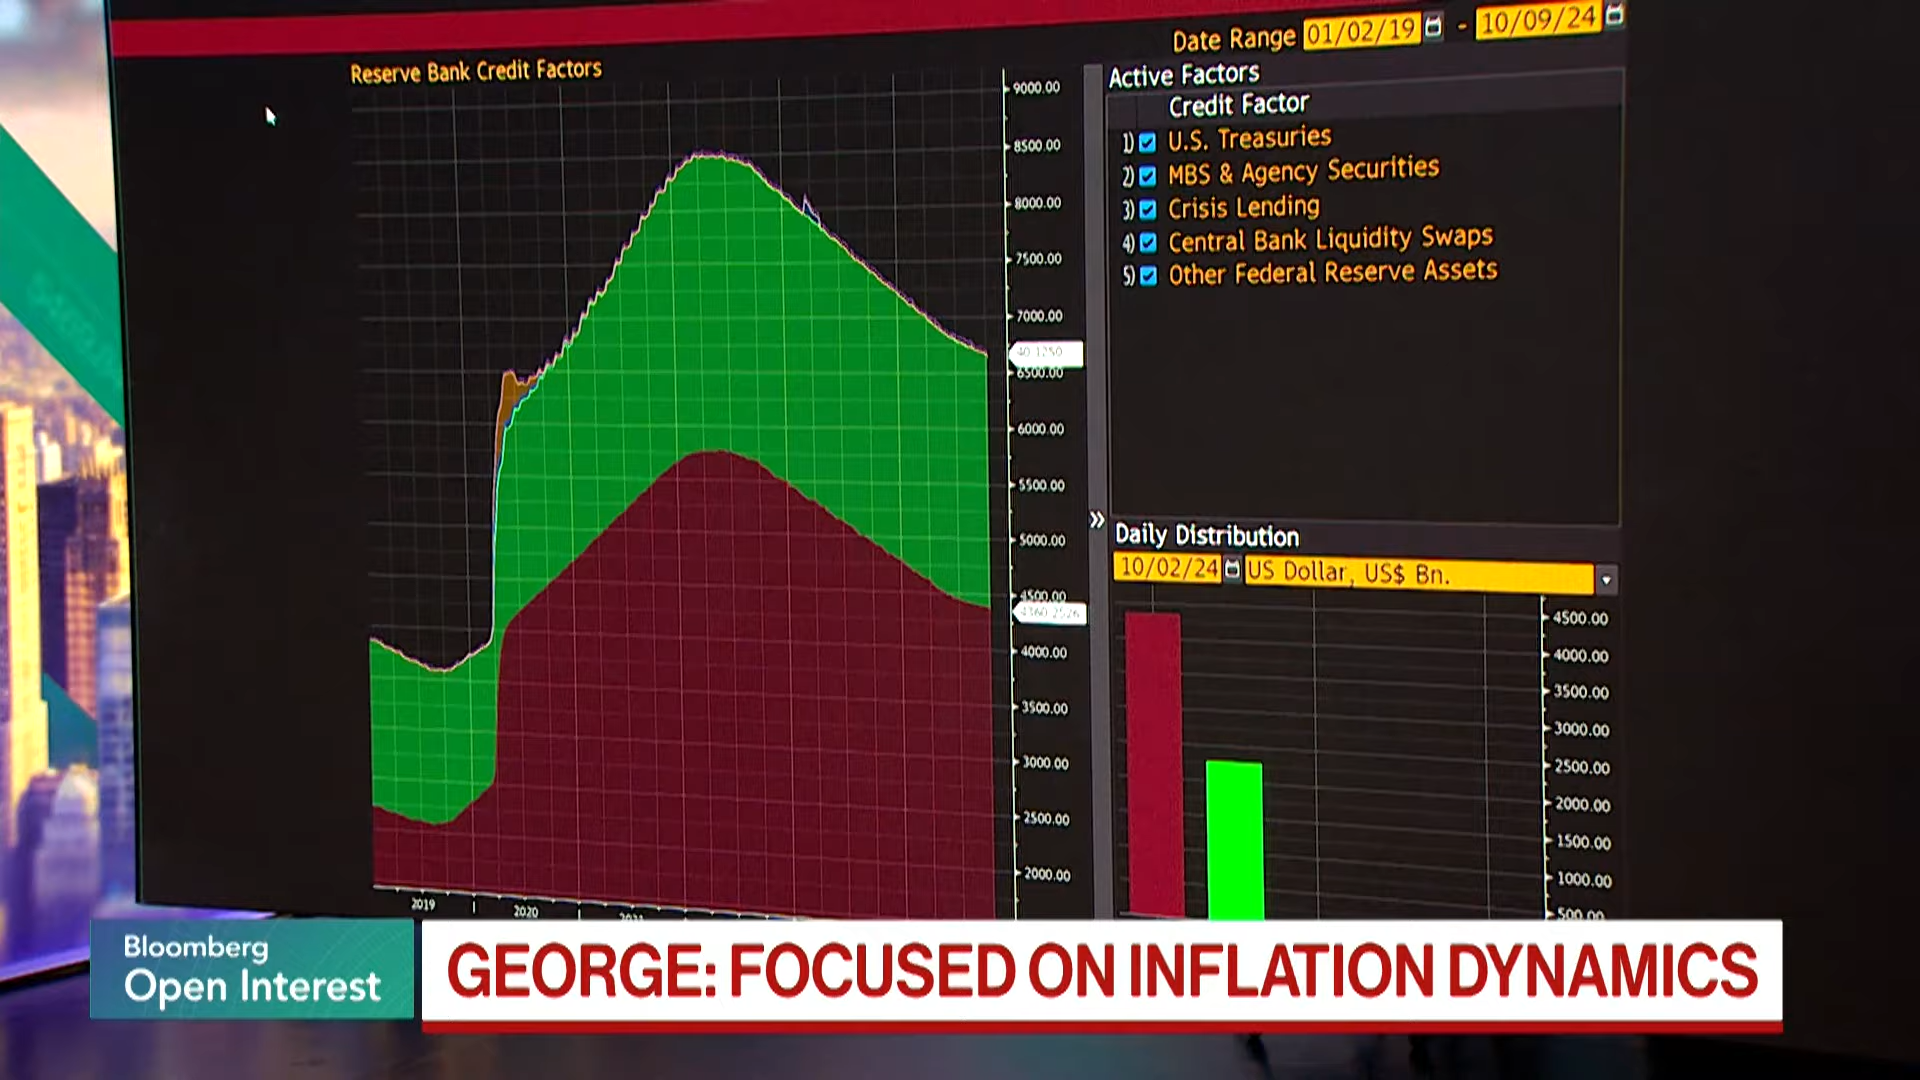 Date Range 01/02/19 - 10/09/24
Reserve Bank Credit Factors
9000.00
8500.00
8000.00
7500.00
7000.00
6500.00
6000.00
5500.00
5000.00
4500.00
4000.00
3500.00
3000.00
2500.00
2000.00
2019
2020
2021
Active Factors
Credit Factor
1) U.S. Treasuries
2) MBS & Agency Securities
3) Crisis Lending
4) Central Bank Liquidity Swaps
5) Other Federal Reserve Assets
»
Daily Distribution
10/02/24 US Dollar, US$ Bn.
4500.00
4000.00
3500.00
3000.00
2500.00
2000.00
1500.00
1000.00
500.00
Bloomberg
Open Interest
GEORGE: FOCUSED ON INFLATION DYNAMICS